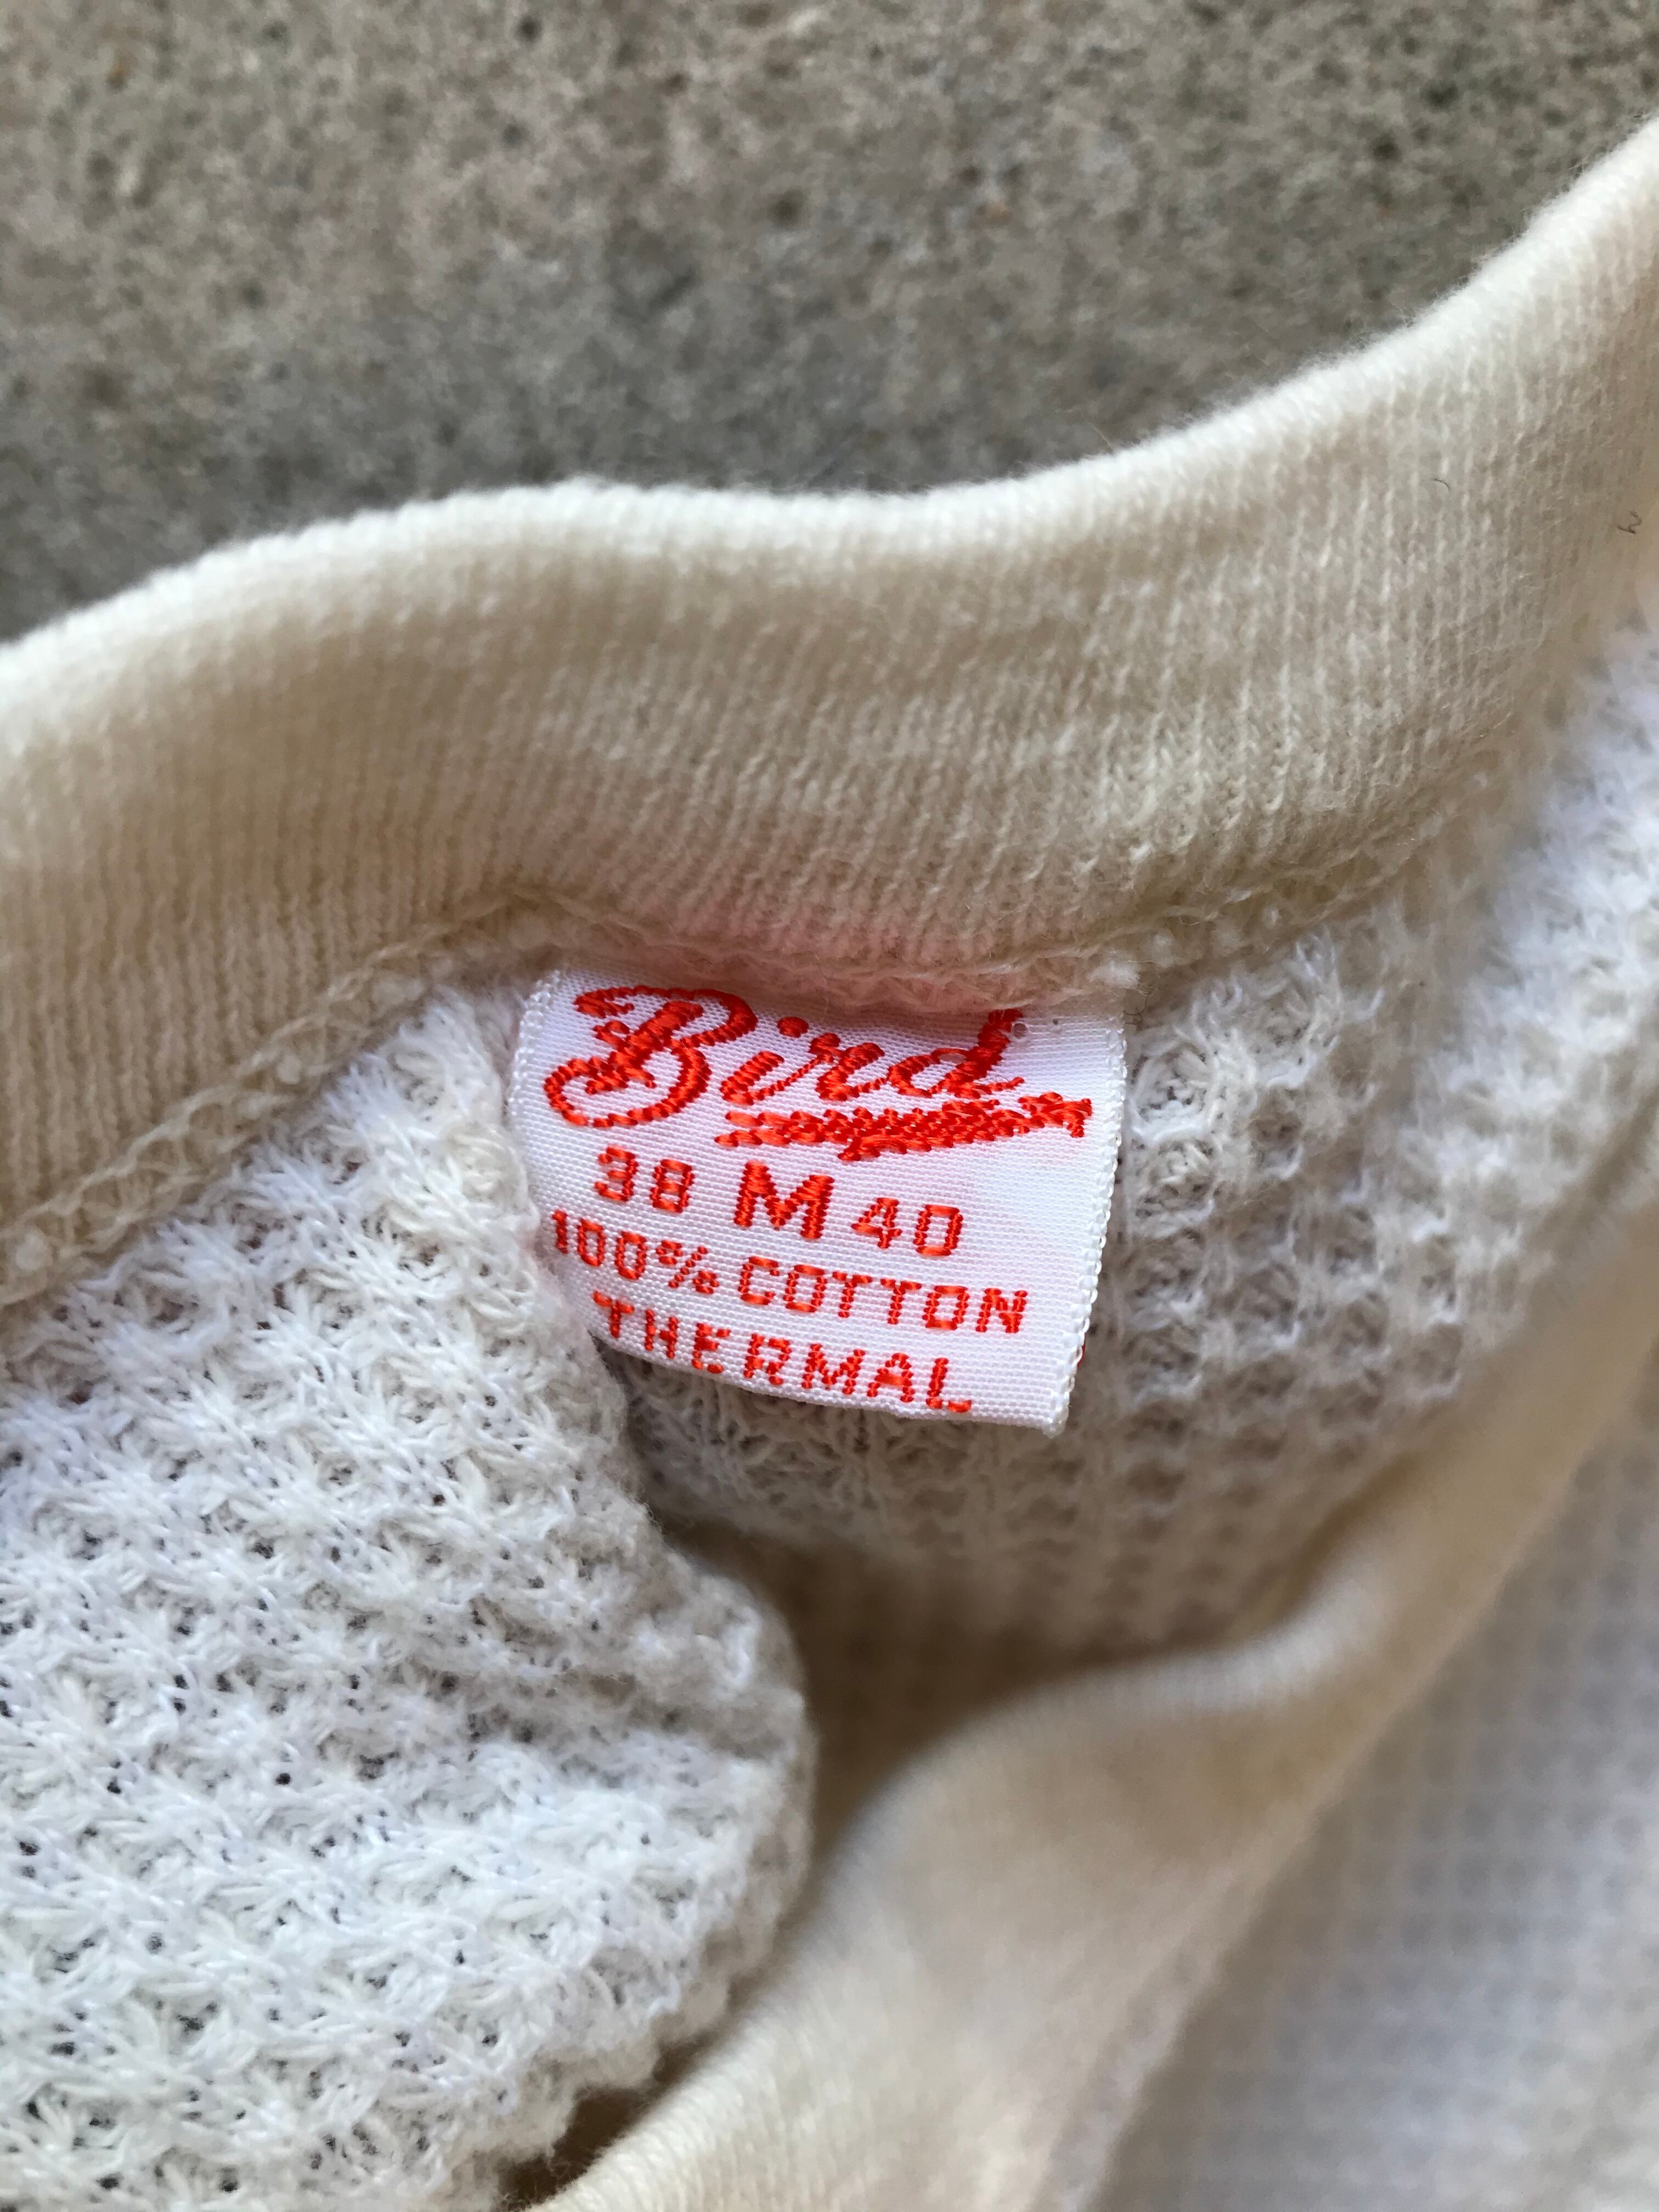 Bird
38 M 40
100% COTTON
THERMAL